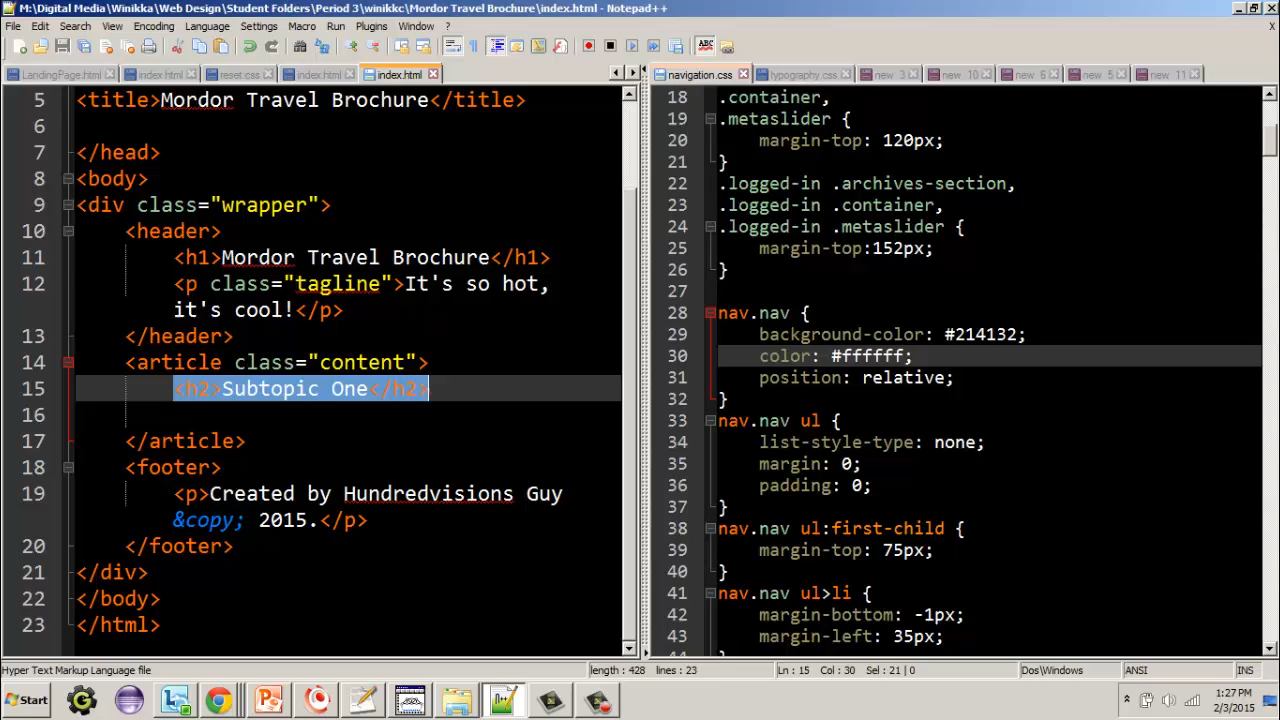 M:\Digital Media\Winikka\Web Design\Student Folders\Period 3\winikkc\Mordor Travel Brochure\index.html - Notepad++
File Edit Search View Encoding Language Settings Macro Run Plugins Window ?
LandingPage.html index.html reset.css index.html index.html
navigation.css typography.css new 3 new 10 new 6 new 5 new 11
5 <title>Mordor Travel Brochure</title>
6
7 </head>
8 <body>
9 <div class="wrapper">
10 <header>
11 <h1>Mordor Travel Brochure</h1>
12 <p class="tagline">It's so hot,
it's cool!</p>
13 </header>
14 <article class="content">
15 <h2>Subtopic One</h2>
16
17 </article>
18 <footer>
19 <p>Created by Hundredvisions Guy
&copy; 2015.</p>
20 </footer>
21 </div>
22 </body>
23 </html>
18 .container,
19 .metaslider {
20 margin-top: 120px;
21 }
22 .logged-in .archives-section,
23 .logged-in .container,
24 .logged-in .metaslider {
25 margin-top:152px;
26 }
27
28 nav.nav {
29 background-color: #214132;
30 color: #ffffff;
31 position: relative;
32 }
33 nav.nav ul {
34 list-style-type: none;
35 margin: 0;
36 padding: 0;
37 }
38 nav.nav ul:first-child {
39 margin-top: 75px;
40 }
41 nav.nav ul>li {
42 margin-bottom: -1px;
43 margin-left: 35px;
Hyper Text Markup Language file length : 428 lines : 23 Ln : 15 Col : 30 Sel : 21 | 0 Dos\Windows ANSI INS
Start
1:27 PM
2/3/2015